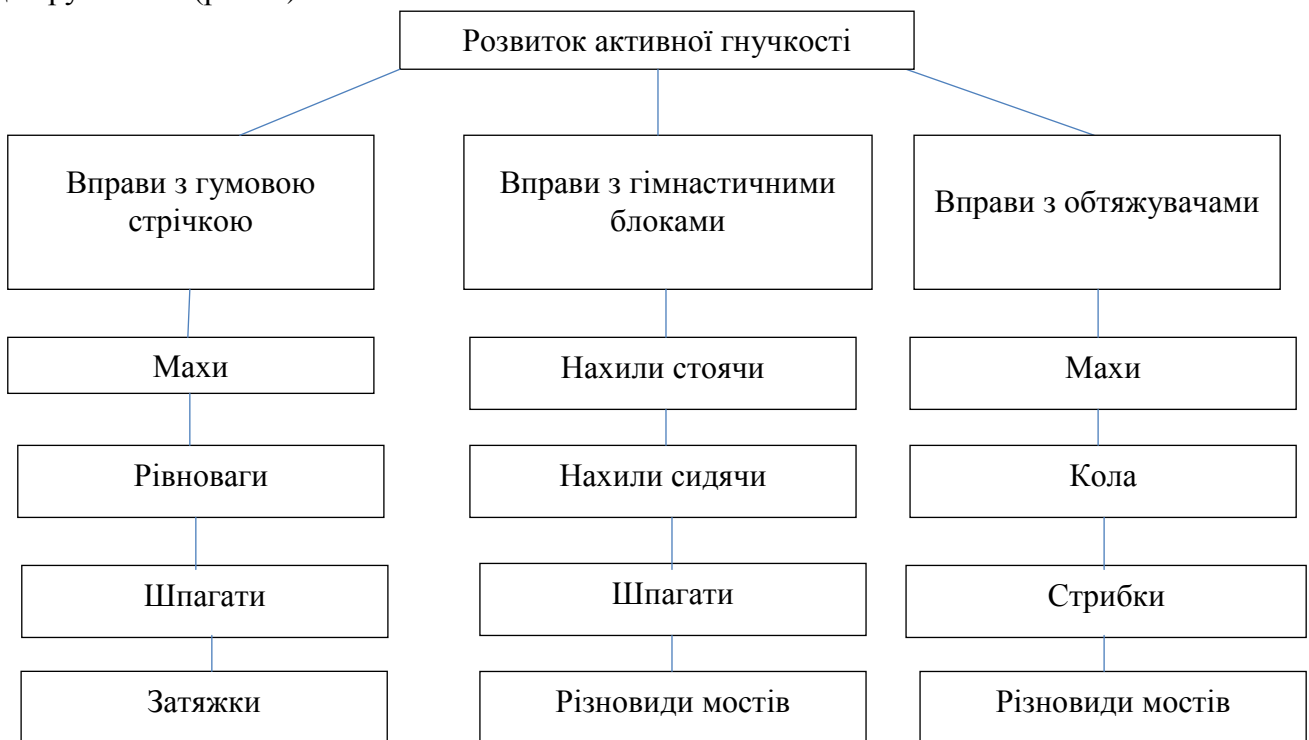 Розвиток активної гнучкості
Вправи з гумовою
стрічкою
Вправи з гімнастичними
блоками
Вправи з обтяжувачами
Махи
Нахили стоячи
Махи
Рівноваги
Нахили сидячи
Кола
Шпагати
Шпагати
Стрибки
Затяжки
Різновиди мостів
Різновиди мостів